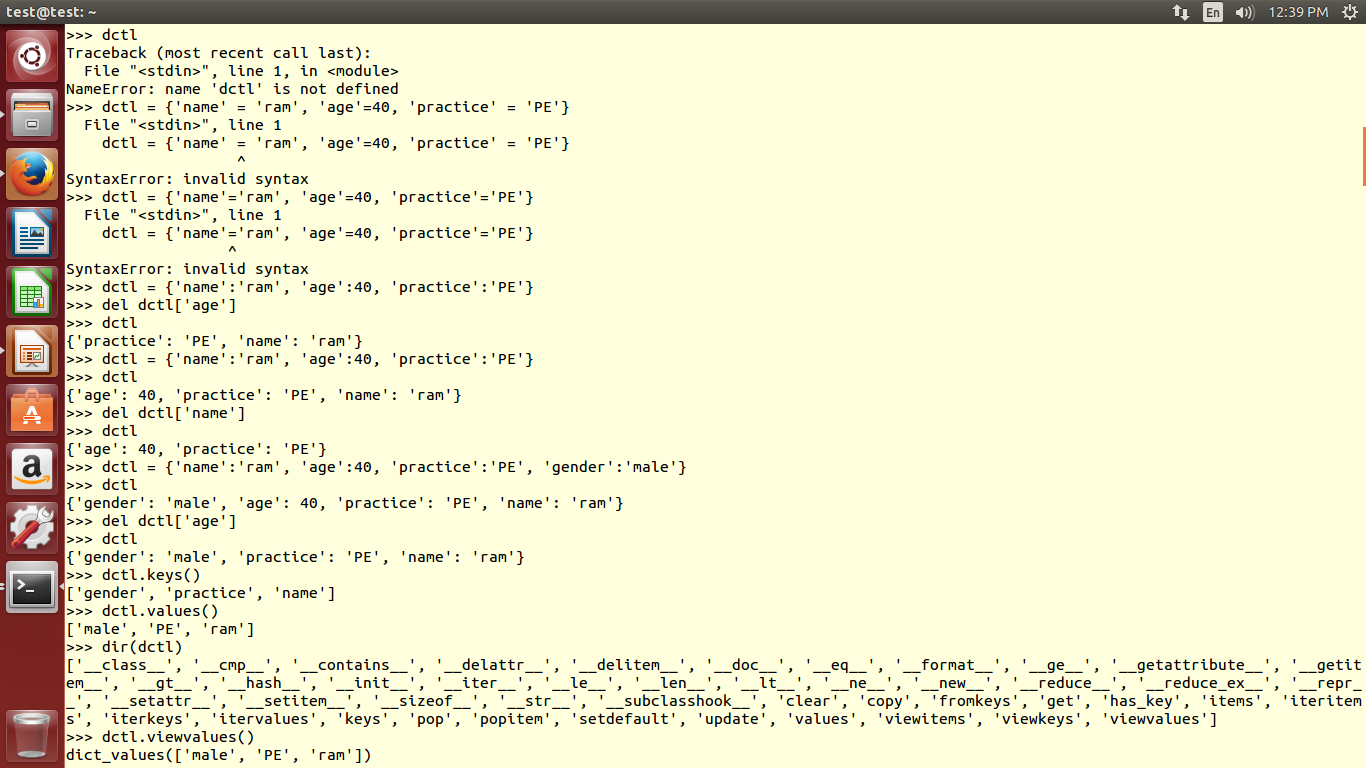 test@test: ~
En
12:39 PM
>>> dctl
Traceback (most recent call last):
  File "<stdin>", line 1, in <module>
NameError: name 'dctl' is not defined
>>> dctl = {'name' = 'ram', 'age'=40, 'practice' = 'PE'}
  File "<stdin>", line 1
    dctl = {'name' = 'ram', 'age'=40, 'practice' = 'PE'}
                   ^
SyntaxError: invalid syntax
>>> dctl = {'name'='ram', 'age'=40, 'practice'='PE'}
  File "<stdin>", line 1
    dctl = {'name'='ram', 'age'=40, 'practice'='PE'}
                  ^
SyntaxError: invalid syntax
>>> dctl = {'name':'ram', 'age':40, 'practice':'PE'}
>>> del dctl['age']
>>> dctl
{'practice': 'PE', 'name': 'ram'}
>>> dctl = {'name':'ram', 'age':40, 'practice':'PE'}
>>> dctl
{'age': 40, 'practice': 'PE', 'name': 'ram'}
>>> del dctl['name']
>>> dctl
{'age': 40, 'practice': 'PE'}
>>> dctl = {'name':'ram', 'age':40, 'practice':'PE', 'gender':'male'}
>>> dctl
{'gender': 'male', 'age': 40, 'practice': 'PE', 'name': 'ram'}
>>> del dctl['age']
>>> dctl
{'gender': 'male', 'practice': 'PE', 'name': 'ram'}
>>> dctl.keys()
['gender', 'practice', 'name']
>>> dctl.values()
['male', 'PE', 'ram']
>>> dir(dctl)
['__class__', '__cmp__', '__contains__', '__delattr__', '__delitem__', '__doc__', '__eq__', '__format__', '__ge__', '__getattribute__', '__getit
em__', '__gt__', '__hash__', '__init__', '__iter__', '__le__', '__len__', '__lt__', '__ne__', '__new__', '__reduce__', '__reduce_ex__', '__repr_
_', '__setattr__', '__setitem__', '__sizeof__', '__str__', '__subclasshook__', 'clear', 'copy', 'fromkeys', 'get', 'has_key', 'items', 'iteritem
s', 'iterkeys', 'itervalues', 'keys', 'pop', 'popitem', 'setdefault', 'update', 'values', 'viewitems', 'viewkeys', 'viewvalues']
>>> dctl.viewvalues()
dict_values(['male', 'PE', 'ram'])